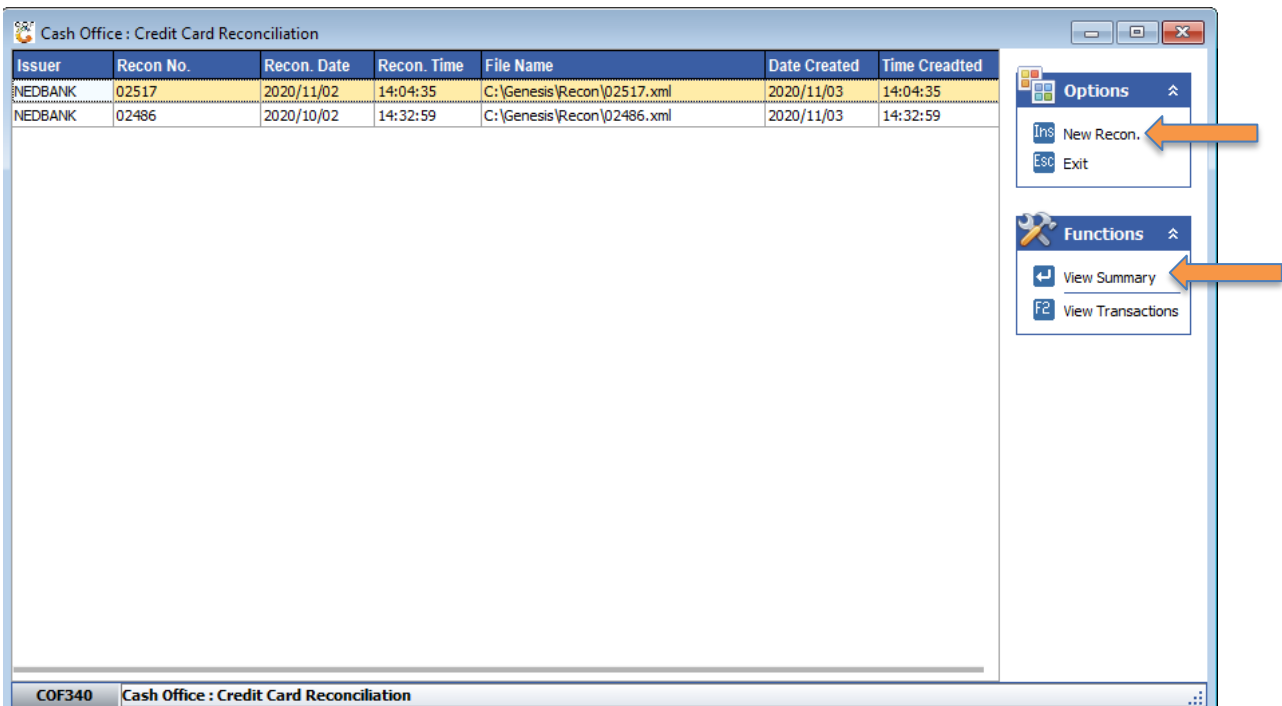 Cash Office : Credit Card Reconciliation
Issuer Recon No. Recon. Date Recon. Time File Name Date Created Time Creadted
NEDBANK 02517 2020/11/02 14:04:35 C:\Genesis\Recon\02517.xml 2020/11/03 14:04:35
NEDBANK 02486 2020/10/02 14:32:59 C:\Genesis\Recon\02486.xml 2020/11/03 14:32:59
Options
Ins New Recon.
Esc Exit
Functions
View Summary
F2 View Transactions
COF340 Cash Office : Credit Card Reconciliation